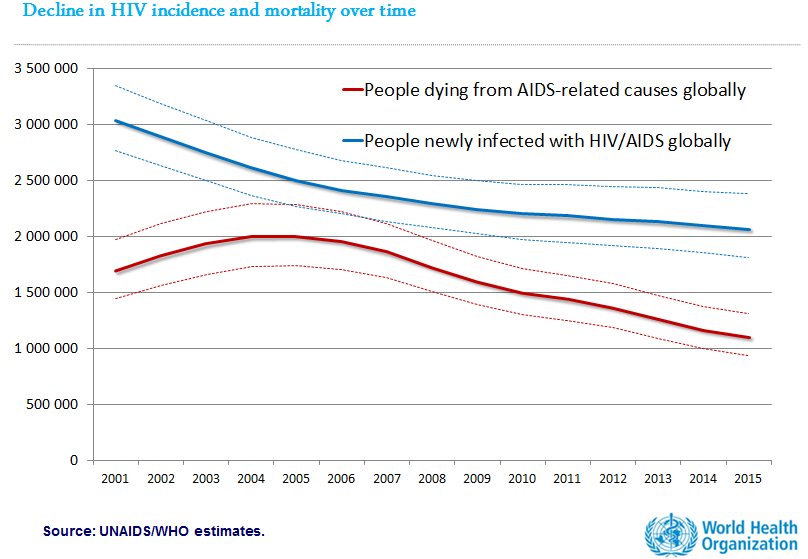 Decline in HIV incidence and mortality over time
3 500 000
3 000 000
2 500 000
2 000 000
1 500 000
1 000 000
500 000
0
People dying from AIDS-related causes globally
People newly infected with HIV/AIDS globally
2001 2002 2003 2004 2005 2006 2007 2008 2009 2010 2011 2012 2013 2014 2015
Source: UNAIDS/WHO estimates.
World Health
Organization